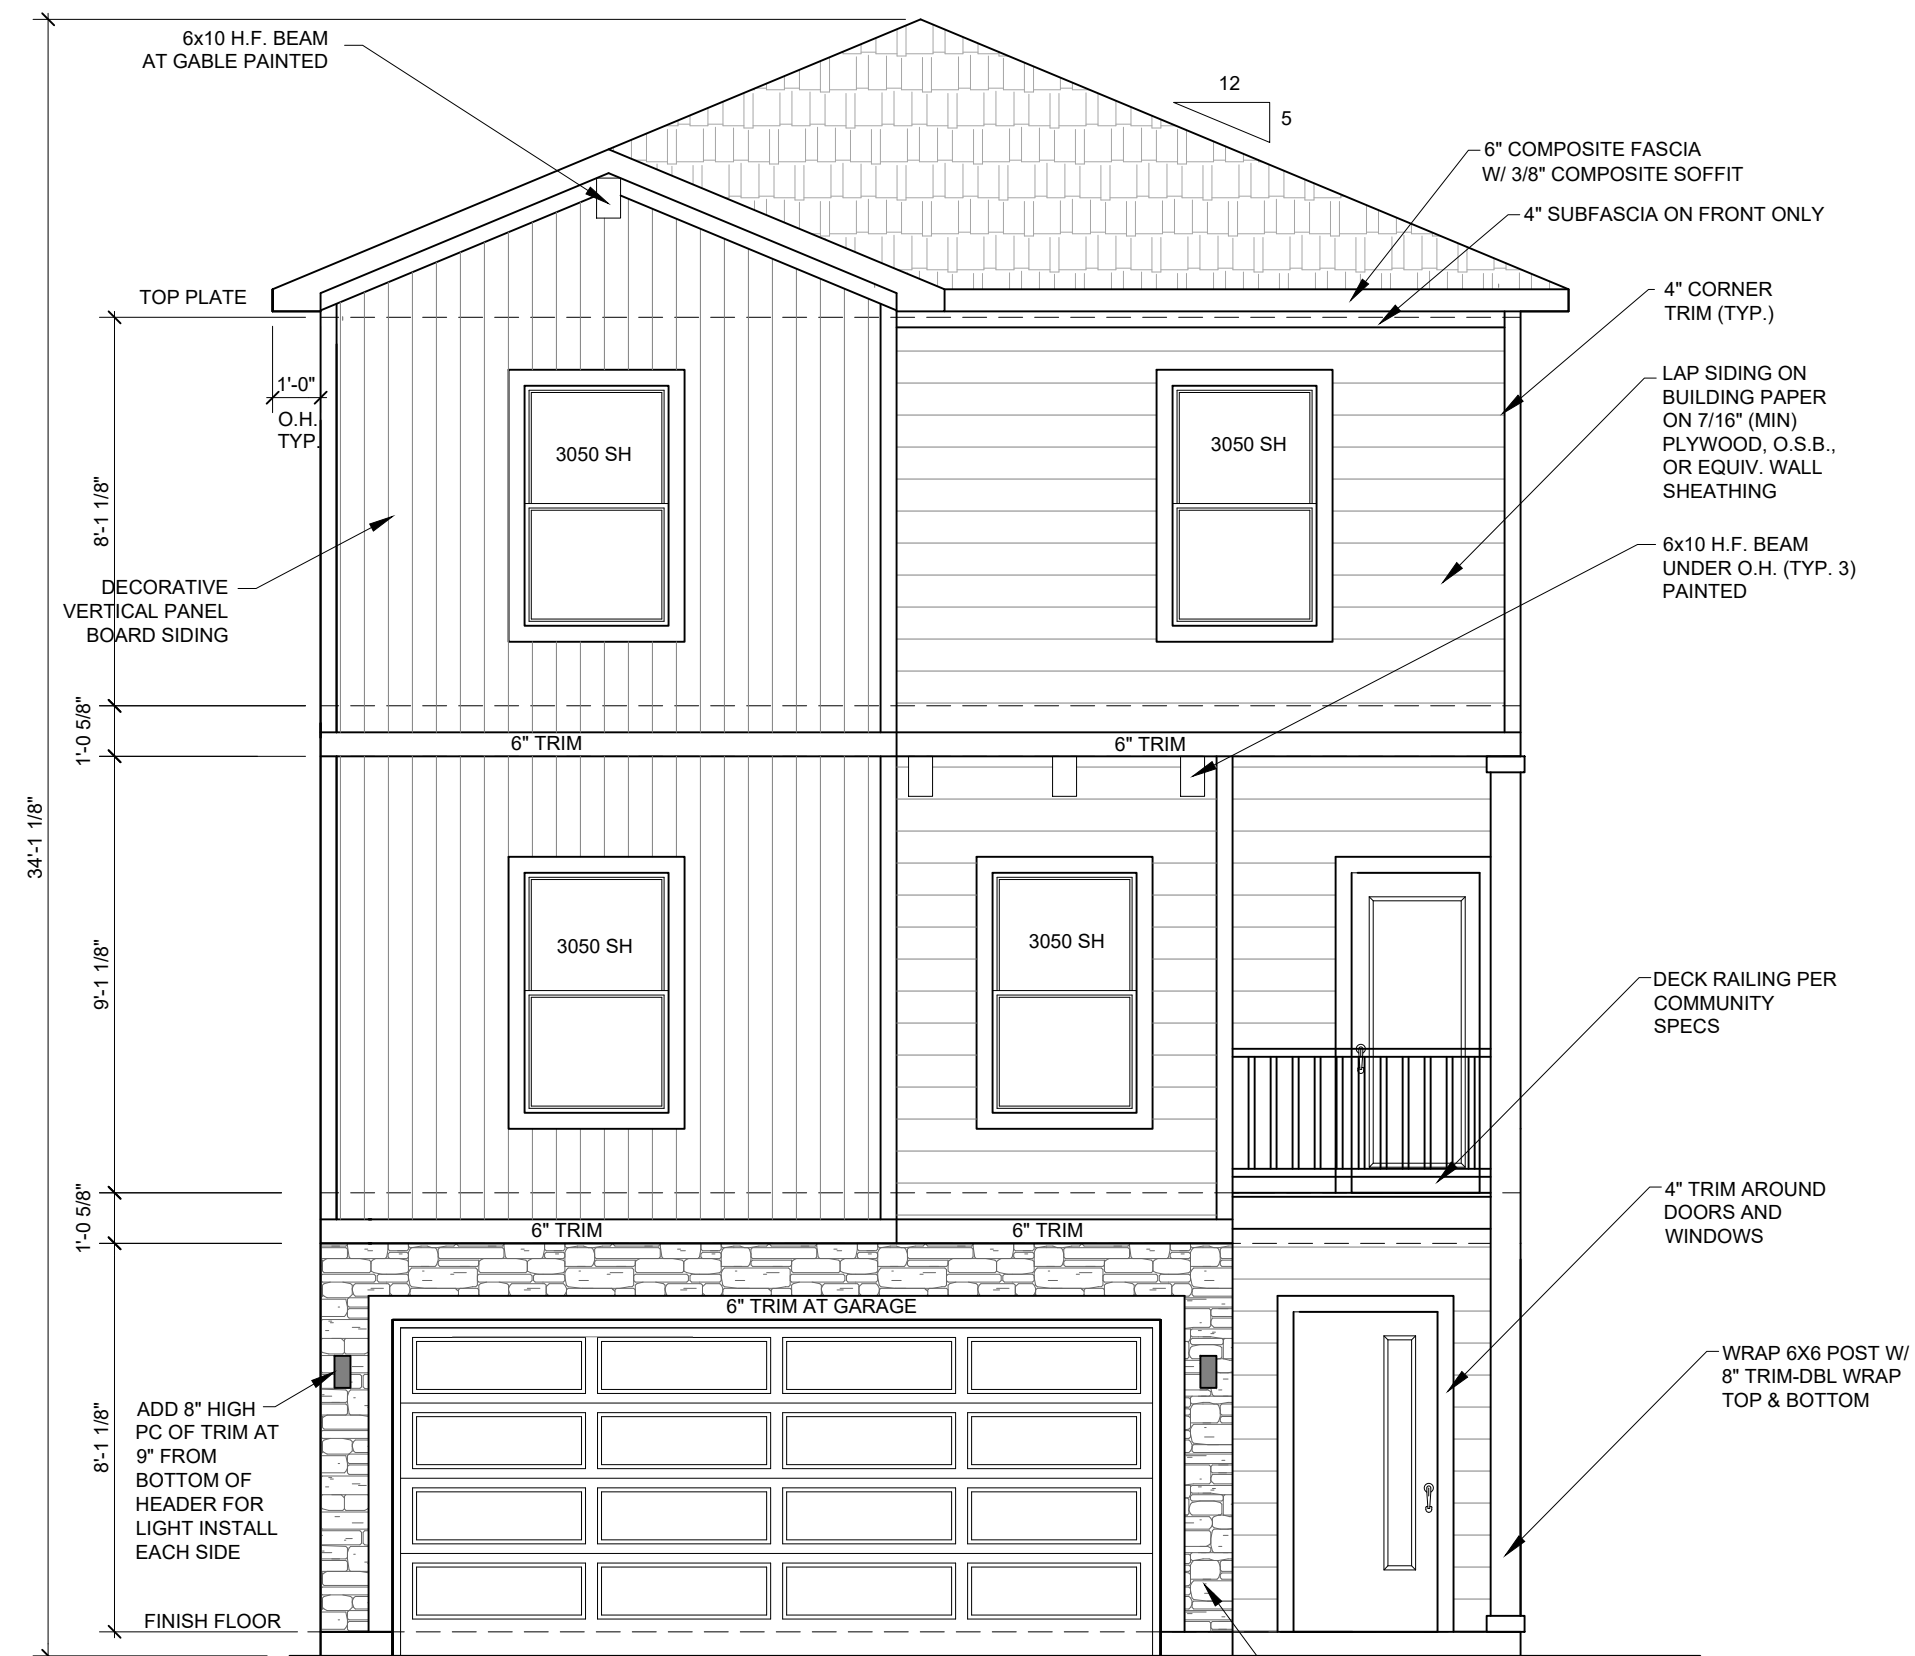 6x10 H.F. BEAM
AT GABLE PAINTED
12
5
6" COMPOSITE FASCIA
W/ 3/8" COMPOSITE SOFFIT
4" SUBFASCIA ON FRONT ONLY
TOP PLATE
4" CORNER
TRIM (TYP.)
1'-0"
O.H.
TYP.
LAP SIDING ON
BUILDING PAPER
ON 7/16" (MIN)
PLYWOOD, O.S.B.,
OR EQUIV. WALL
SHEATHING
3050 SH
3050 SH
8'-1 1/8"
6x10 H.F. BEAM
UNDER O.H. (TYP. 3)
PAINTED
DECORATIVE
VERTICAL PANEL
BOARD SIDING
1'-0 5/8"
6" TRIM
6" TRIM
34'-1 1/8"
9'-1 1/8"
3050 SH
3050 SH
DECK RAILING PER
COMMUNITY
SPECS
1'-0 5/8"
6" TRIM
6" TRIM
4" TRIM AROUND
DOORS AND
WINDOWS
6" TRIM AT GARAGE
WRAP 6X6 POST W/
8" TRIM-DBL WRAP
TOP & BOTTOM
8'-1 1/8"
ADD 8" HIGH
PC OF TRIM AT
9" FROM
BOTTOM OF
HEADER FOR
LIGHT INSTALL
EACH SIDE
FINISH FLOOR